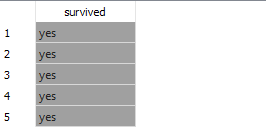 survived
1 yes
2 yes
3 yes
4 yes
5 yes